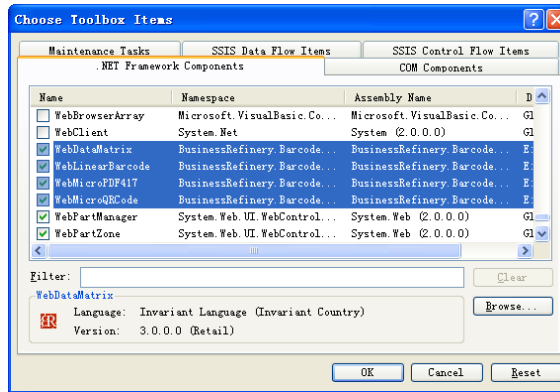 Choose Toolbox Items
Maintenance Tasks SSIS Data Flow Items SSIS Control Flow Items
.NET Framework Components COM Components
Name Namespace Assembly Name D
WebBrowserArray Microsoft.VisualBasic.Co... Microsoft.VisualBasic.Co... Gl
WebClient System.Net System (2.0.0.0) Gl
WebDataMatrix BusinessRefinery.Barcode... BusinessRefinery.Barcode... E:
WebLinearBarcode BusinessRefinery.Barcode... BusinessRefinery.Barcode... E:
WebMicroPDF417 BusinessRefinery.Barcode... BusinessRefinery.Barcode... E:
WebMicroQRCode BusinessRefinery.Barcode... BusinessRefinery.Barcode... E:
WebPartManager System.Web.UI.WebControl... System.Web (2.0.0.0) Gl
WebPartZone System.Web.UI.WebControl... System.Web (2.0.0.0) Gl
Filter: Clear
WebDataMatrix
Language: Invariant Language (Invariant Country) Browse...
BR
Version: 3.0.0.0 (Retail)
OK Cancel Reset